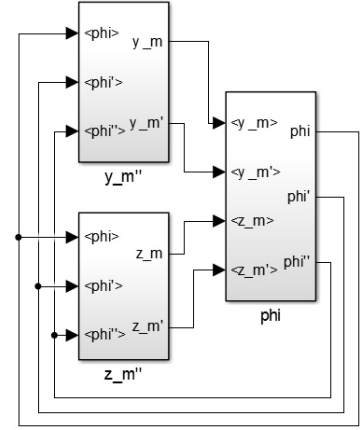 <phi>
y_m
<phi'>
<phi''>
y_m'
y_m''
<phi>
z_m
<phi'>
<phi''>
z_m'
z_m''
<y_m>
phi
<y_m'>
phi'
<z_m>
<z_m'>
phi''
phi